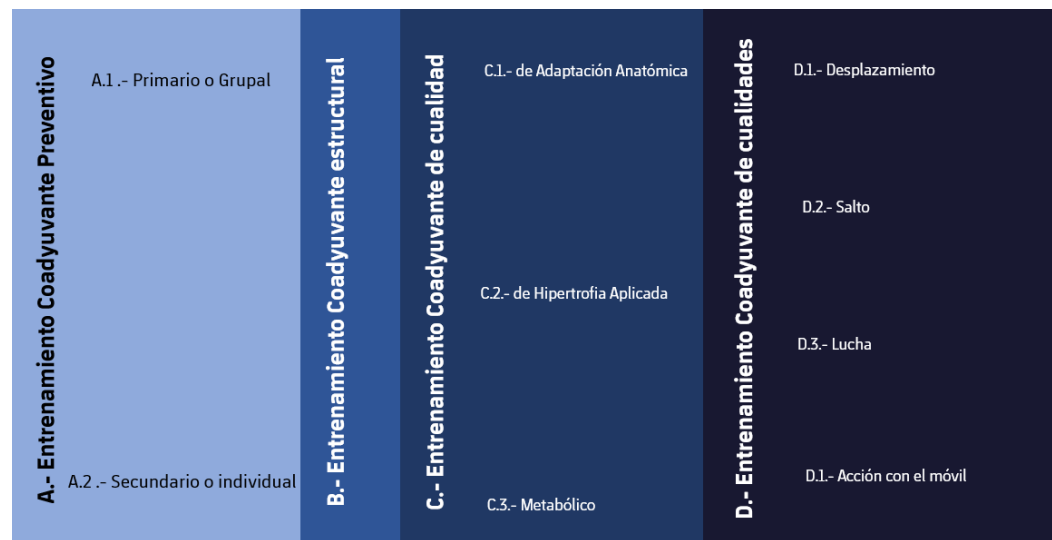 A.- Entrenamiento Coadyuvante Preventivo
A.1 .- Primario o Grupal
A.2 .- Secundario o individual
B.- Entrenamiento Coadyuvante estructural
C.- Entrenamiento Coadyuvante de cualidad
C.1.- de Adaptación Anatómica
C.2.- de Hipertrofia Aplicada
C.3.- Metabólico
D.- Entrenamiento Coadyuvante de cualidades
D.1.- Desplazamiento
D.2.- Salto
D.3.- Lucha
D.1.- Acción con el móvil